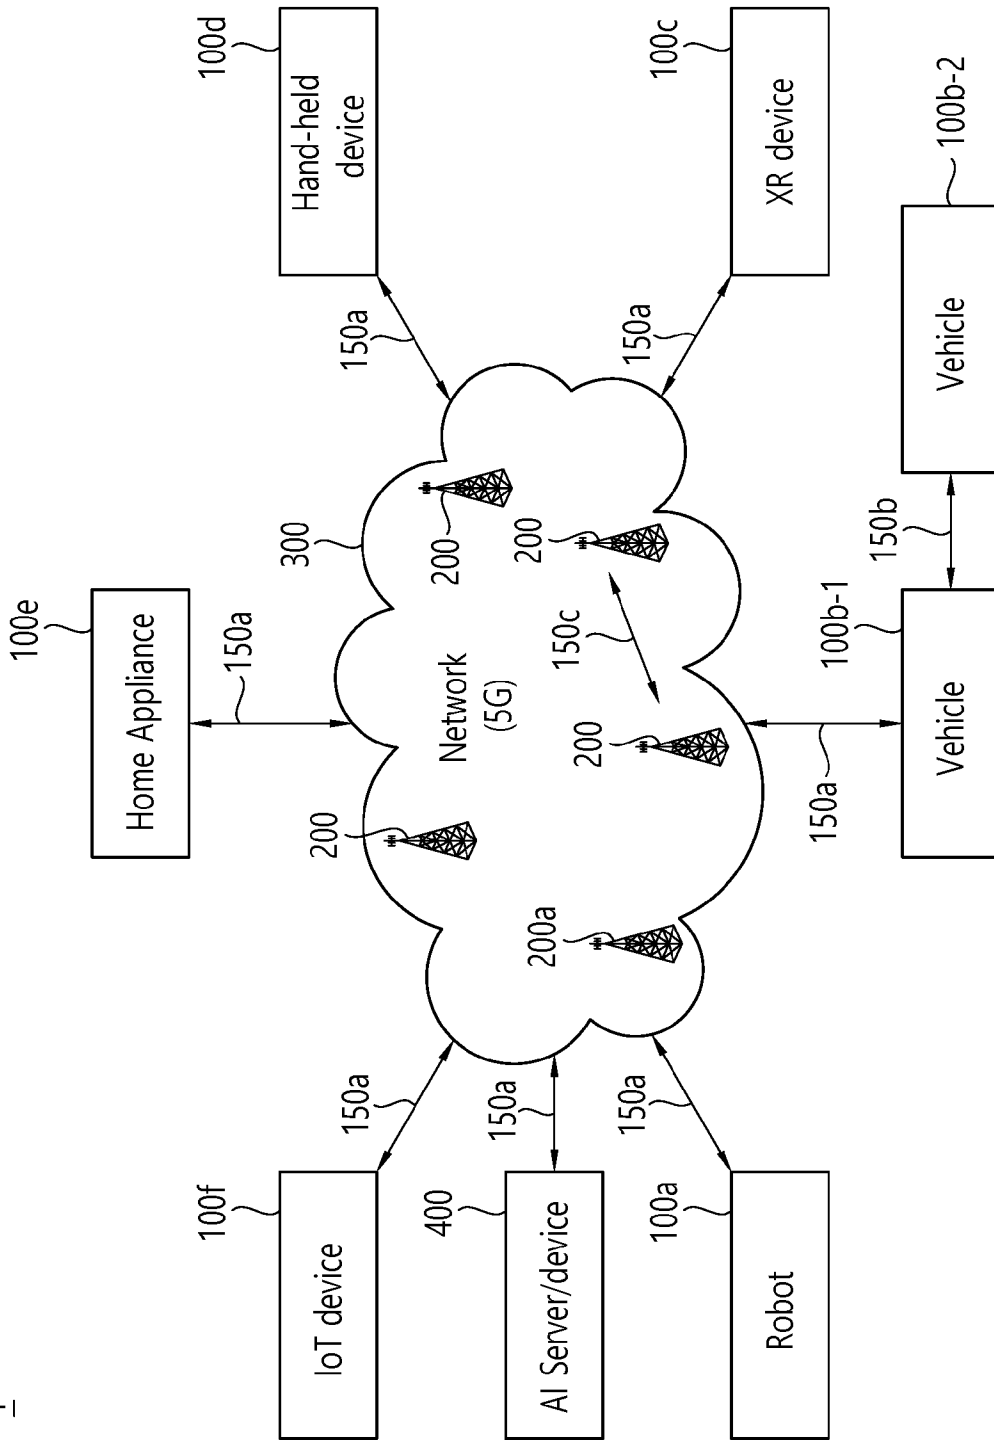 100e
Home Appliance
150a
100f
100d
300
Hand-held
device
IoT device
200
150a
150a
400
200
Network
(5G)
150a
200
200a
AI Server/device
200
150c
150a
150a
100a
100c
Robot
XR device
150a
100b-1
150b
100b-2
Vehicle
Vehicle